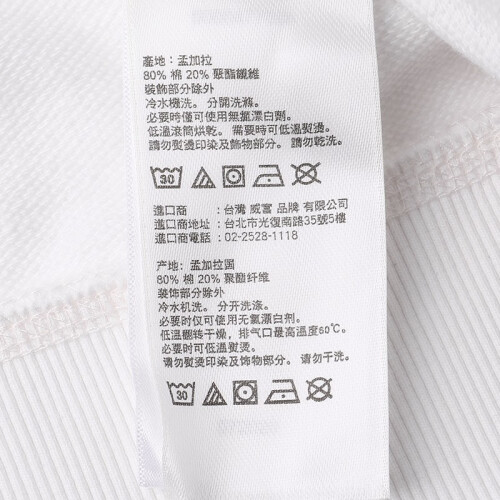 產地: 孟加拉
80% 棉 20% 聚酯纖維
裝飾部分除外
冷水機洗。分開洗滌。
必要時僅可使用無氯漂白劑。
低溫滾筒烘乾。需要時可低溫熨燙。
請勿熨燙印染及飾物部分。請勿乾洗。
30
進口商 : 台灣 威富 品牌 有限公司
進口商地址 : 台北市光復南路35號5樓
進口商電話 : 02-2528-1118
产地: 孟加拉国
80% 棉 20% 聚酯纤维
装饰部分除外
冷水机洗。分开洗涤。
必要时仅可使用无氯漂白剂。
低温翻转干燥，排气口最高温度60℃。
必要时可低温熨烫。
请勿熨烫印染及饰物部分。请勿干洗。
30